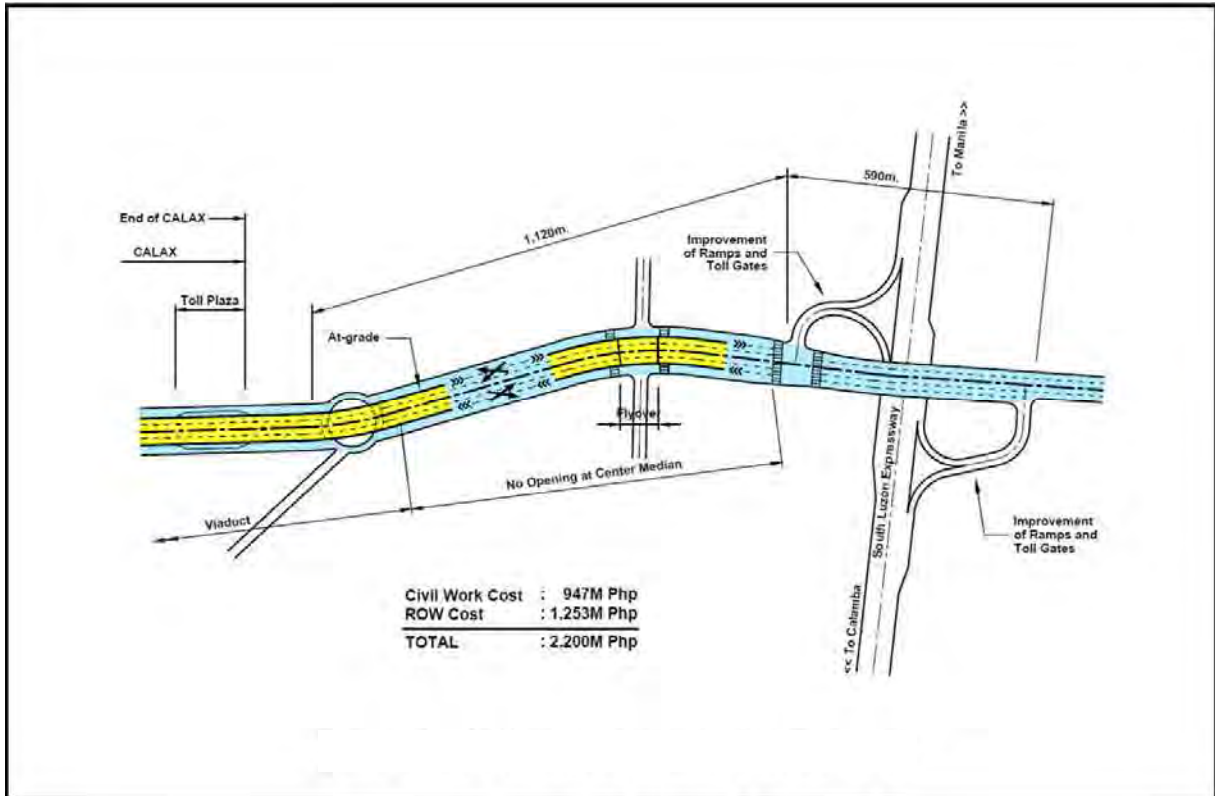 To Manila >>
590m.
End of CALAX
1,120m.
CALAX
Improvement
of Ramps and
Toll Gates
Toll Plaza
At-grade
Flyover
No Opening at Center Median
Viaduct
South Luzon Expressway
Improvement
of Ramps and
Toll Gates
<< To Calamba
Civil Work Cost : 947M Php
ROW Cost : 1,253M Php
TOTAL : 2,200M Php